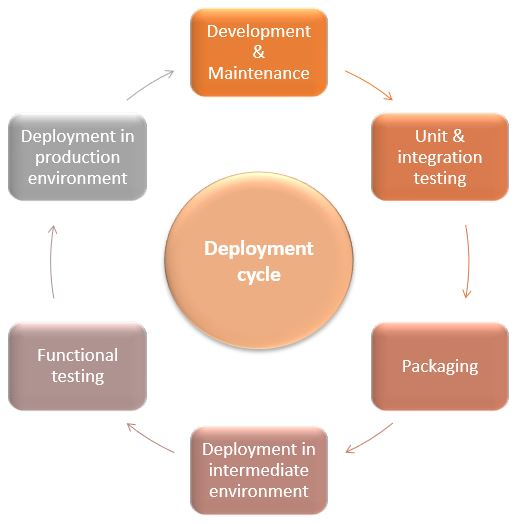 Development
&
Maintenance
Unit &
integration
testing
Packaging
Deployment in
intermediate
environment
Functional
testing
Deployment in
production
environment
Deployment
cycle